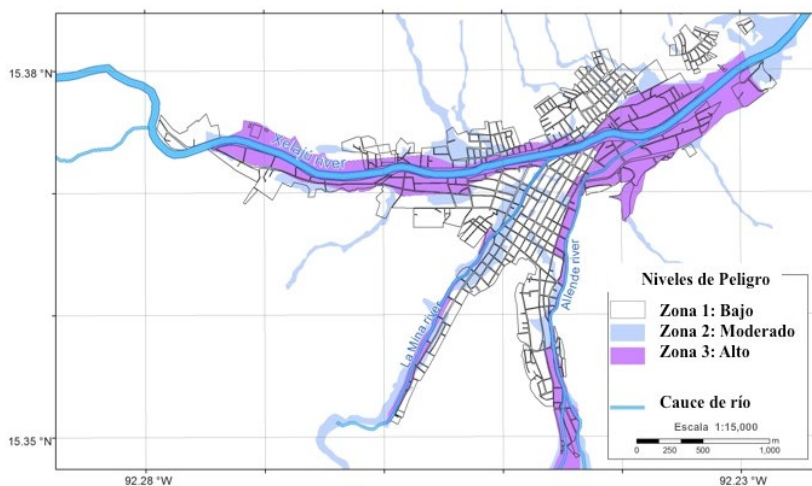 15.38 °N
Xelajú river
Allende river
La Mina river
Niveles de Peligro
Zona 1: Bajo
Zona 2: Moderado
Zona 3: Alto
Cauce de río
Escala 1:15,000
0 250 500 1,000
m
15.35 °N
92.28 °W 92.23 °W